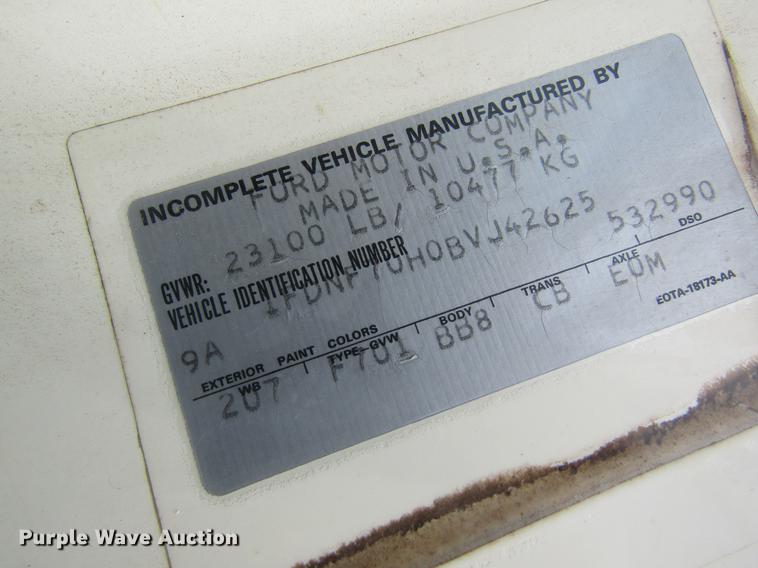 INCOMPLETE VEHICLE MANUFACTURED BY
FORD MOTOR COMPANY
MADE IN U.S.A.
GVWR: 23100 LB/ 10477 KG
VEHICLE IDENTIFICATION NUMBER
1FDNF70H0BVJ42625
9A 532990
EXTERIOR PAINT COLORS DSO
WB TYPE-GVW BODY TRANS AXLE
207 F701 BB8 CB E0M
E0TA-18173-AA
Purple Wave Auction